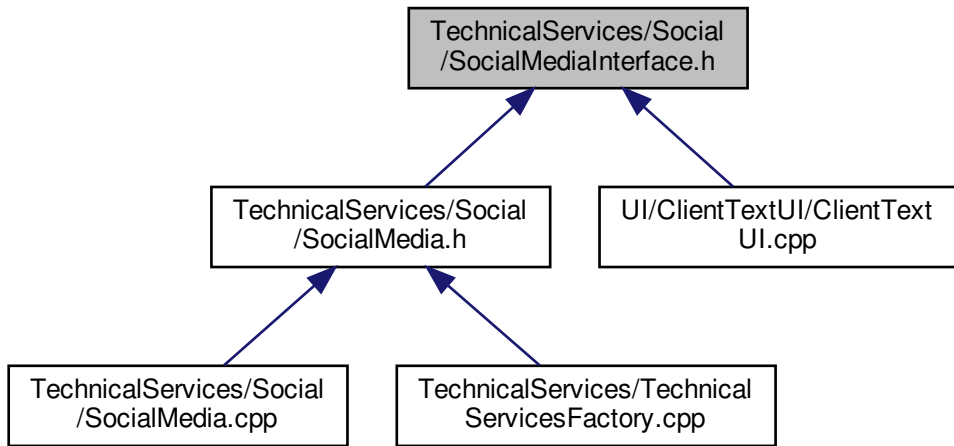 TechnicalServices/Social
/SocialMediaInterface.h
TechnicalServices/Social
/SocialMedia.h
UI/ClientTextUI/ClientText
UI.cpp
TechnicalServices/Social
/SocialMedia.cpp
TechnicalServices/Technical
ServicesFactory.cpp